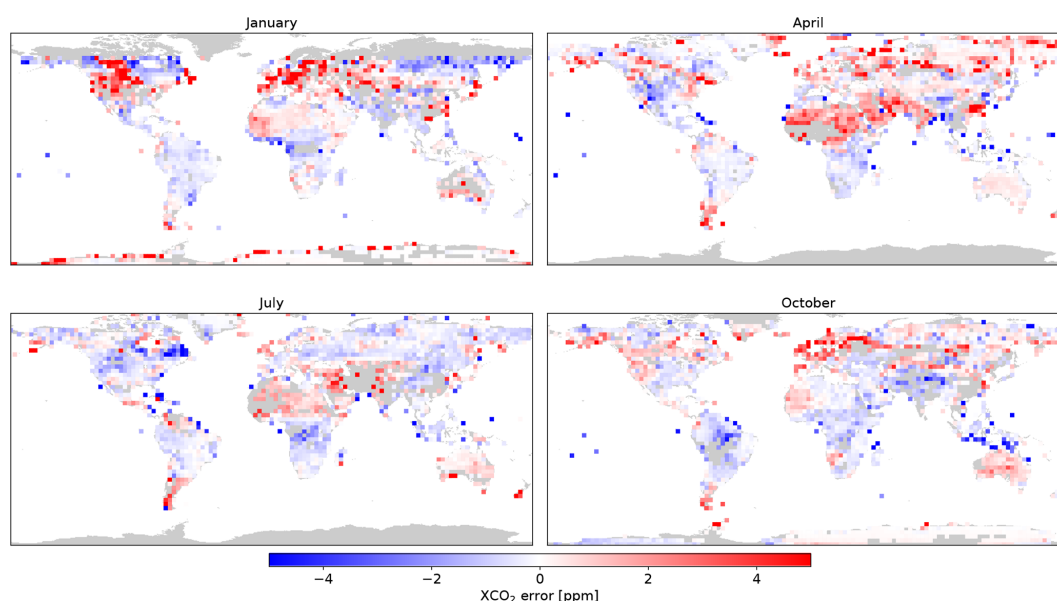 January
April
July
October
−4
−2
0
2
4
XCO₂ error [ppm]